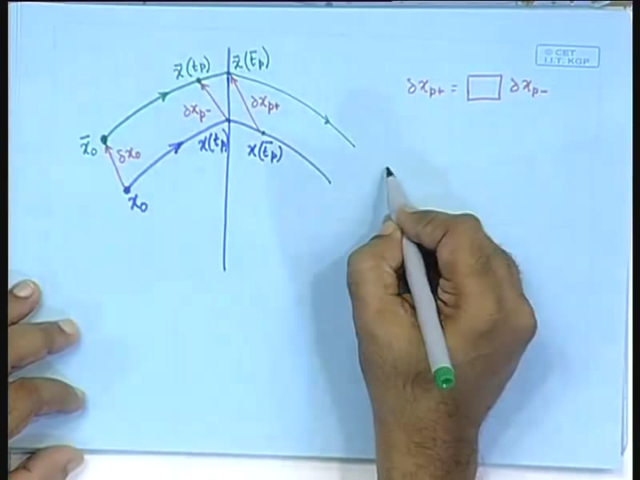 © CET
I.I.T. KGP
x̄(tp) x̄(t̄p)
δxp+ = δxp-
δxp- δxp+
x̄0 δx0 x(tp) x(t̄p)
x0